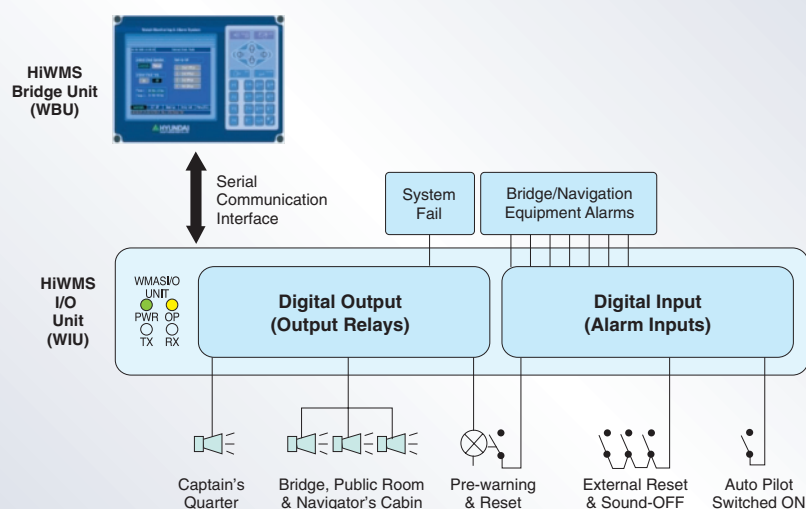 HiWMS
Bridge Unit
(WBU)
HYUNDAI
Serial
Communication
Interface
System
Fail
Bridge/Navigation
Equipment Alarms
HiWMS
I/O
Unit
(WIU)
WMASI/O
UNIT
PWR OP
TX RX
Digital Output
(Output Relays)
Digital Input
(Alarm Inputs)
Captain's
Quarter
Bridge, Public Room
& Navigator's Cabin
Pre-warning
& Reset
External Reset
& Sound-OFF
Auto Pilot
Switched ON